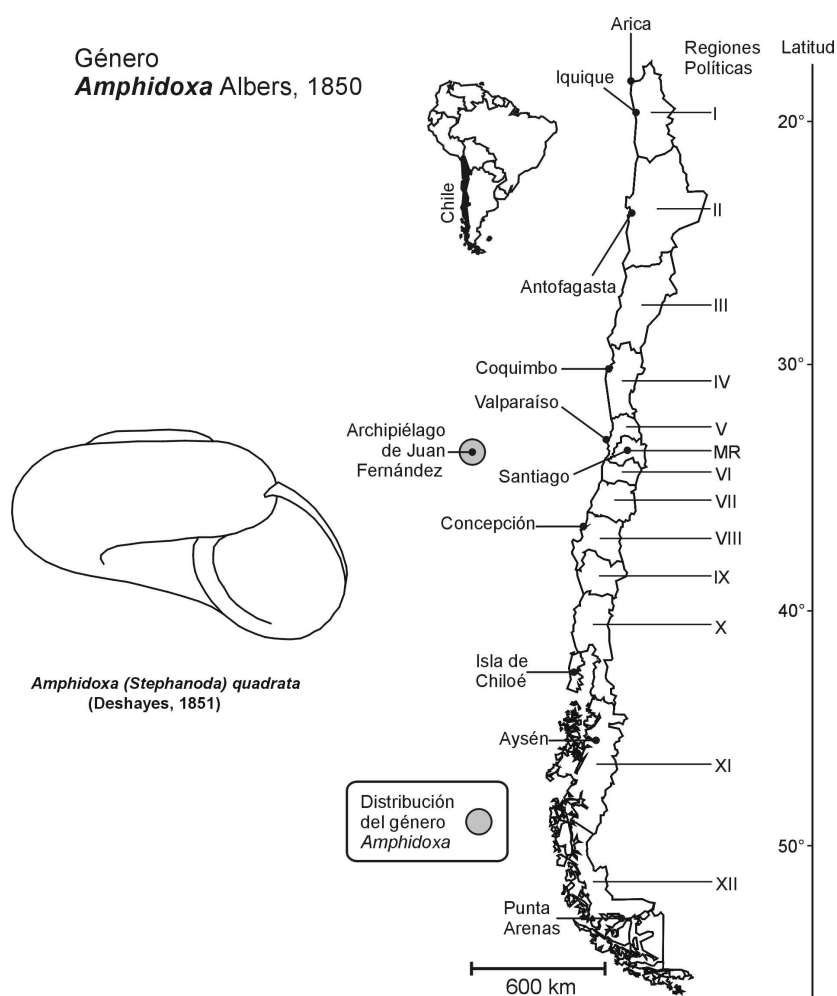 Género
Amphidoxa Albers, 1850
Arica
Regiones
Políticas
Latitud
Iquique
I
20°
Chile
II
Antofagasta
III
30°
Coquimbo
IV
Valparaíso
V
Archipiélago
de Juan
Fernández
MR
Santiago
VI
VII
Concepción
VIII
IX
40°
X
Isla de
Chiloé
Amphidoxa (Stephanoda) quadrata
(Deshayes, 1851)
Aysén
XI
Distribución
del género
Amphidoxa
50°
XII
Punta
Arenas
600 km